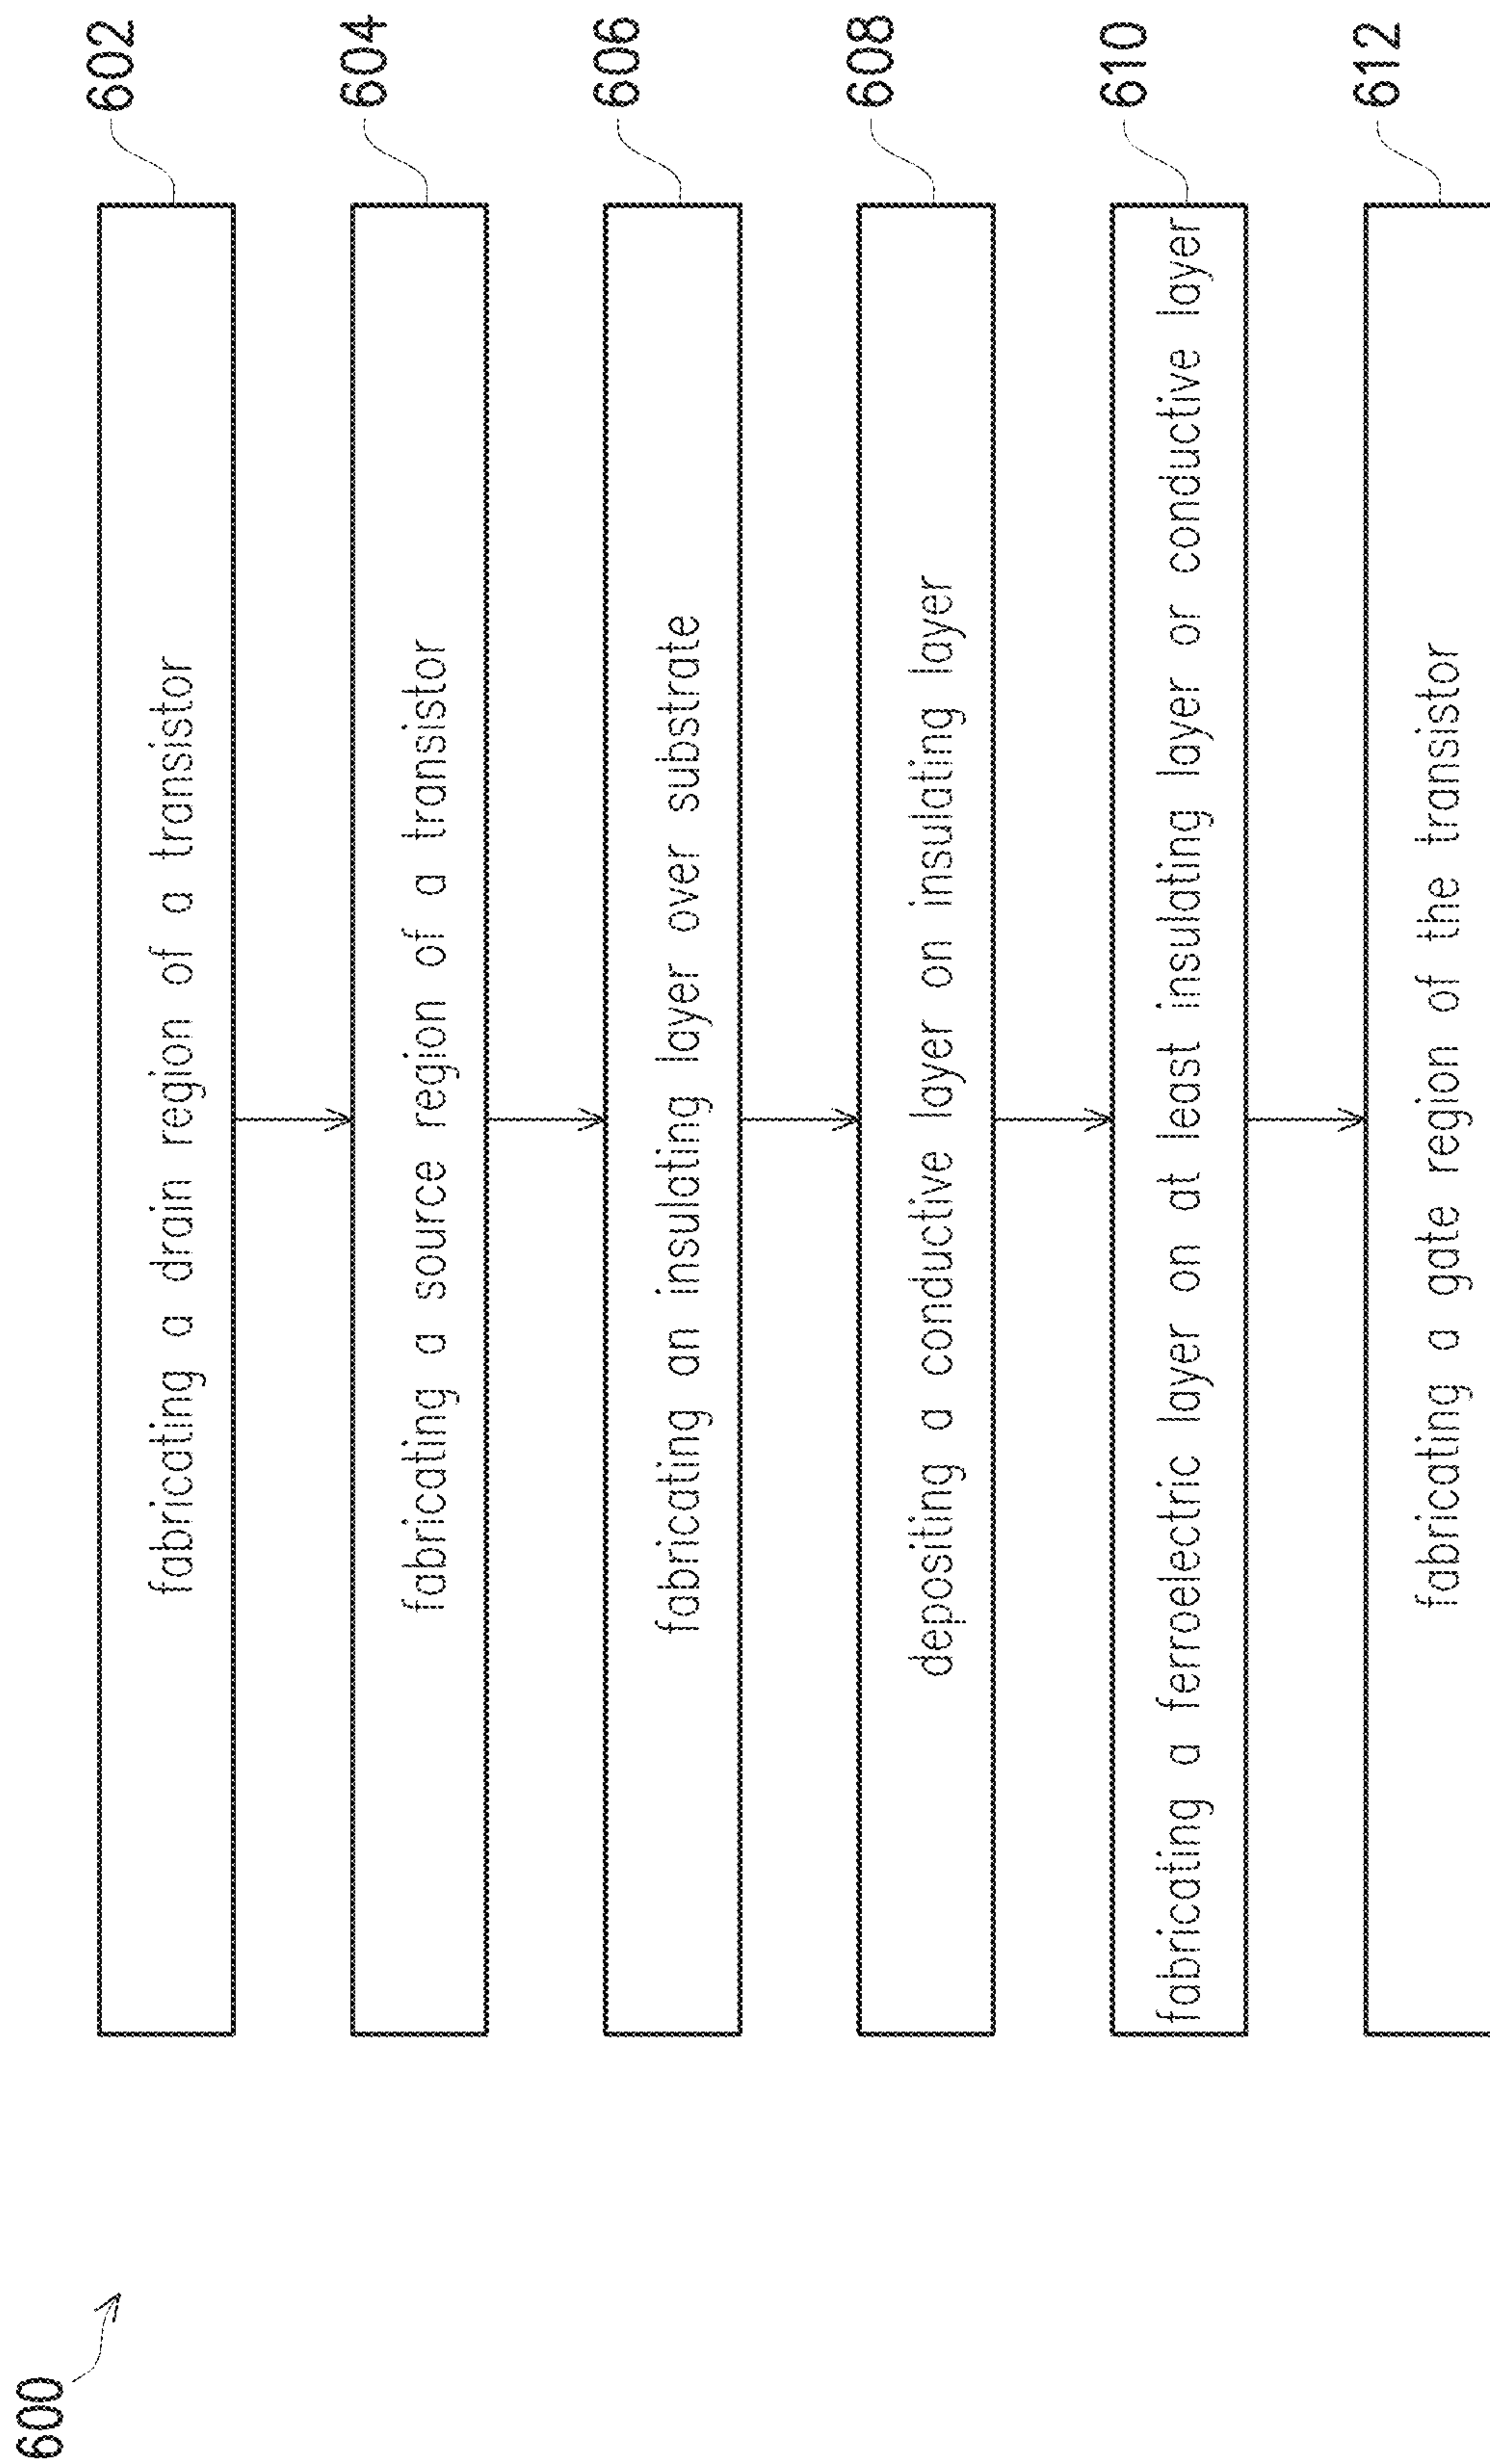 600
fabricating a drain region of a transistor
602
fabricating a source region of a transistor
604
fabricating an insulating layer over substrate
606
depositing a conductive layer on insulating layer
608
fabricating a ferroelectric layer on at least insulating layer or conductive layer
610
fabricating a gate region of the transistor
612